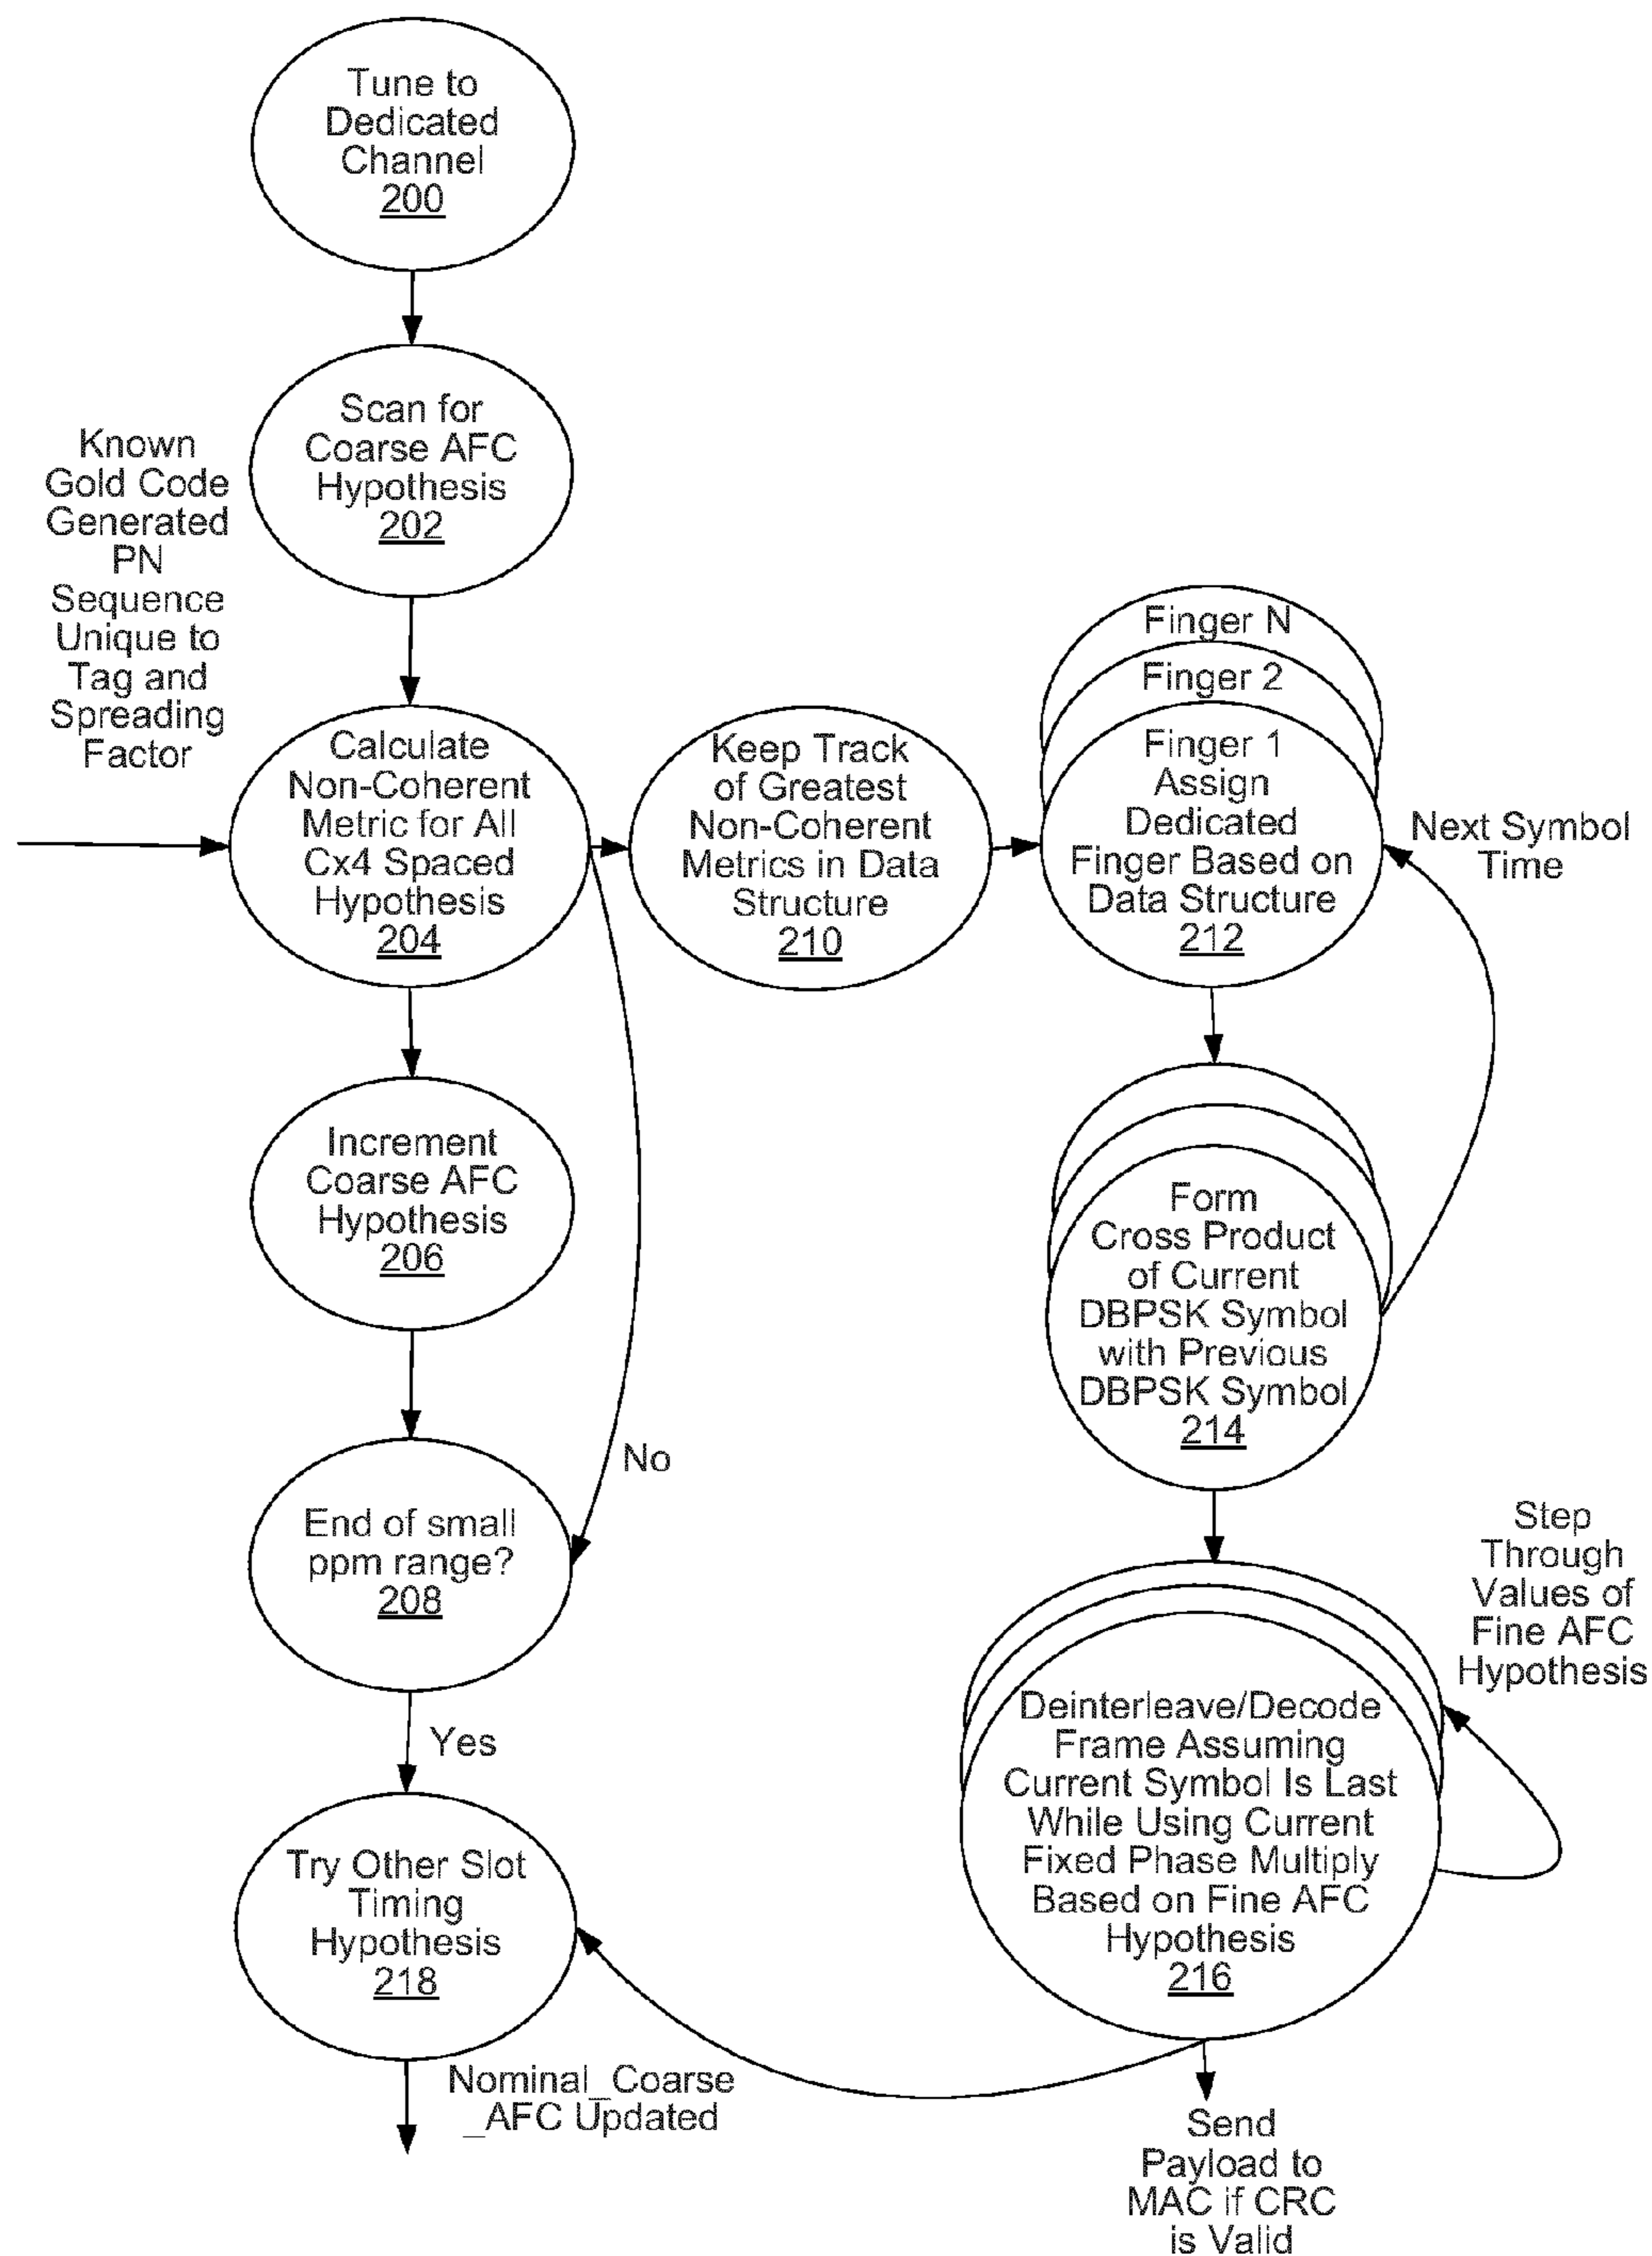 Tune to
Dedicated
Channel
200
Scan for
Coarse AFC
Hypothesis
202
Known
Gold Code
Generated
PN
Sequence
Unique to
Tag and
Spreading
Factor
Calculate
Non-Coherent
Metric for All
Cx4 Spaced
Hypothesis
204
Keep Track
of Greatest
Non-Coherent
Metrics in Data
Structure
210
Finger N
Finger 2
Finger 1
Assign
Dedicated
Finger Based on
Data Structure
212
Next Symbol
Time
Increment
Coarse AFC
Hypothesis
206
Form
Cross Product
of Current
DBPSK Symbol
with Previous
DBPSK Symbol
214
No
End of small
ppm range?
208
Yes
Step
Through
Values of
Fine AFC
Hypothesis
Deinterleave/Decode
Frame Assuming
Current Symbol Is Last
While Using Current
Fixed Phase Multiply
Based on Fine AFC
Hypothesis
216
Try Other Slot
Timing
Hypothesis
218
Nominal_Coarse
_AFC Updated
Send
Payload to
MAC if CRC
is Valid